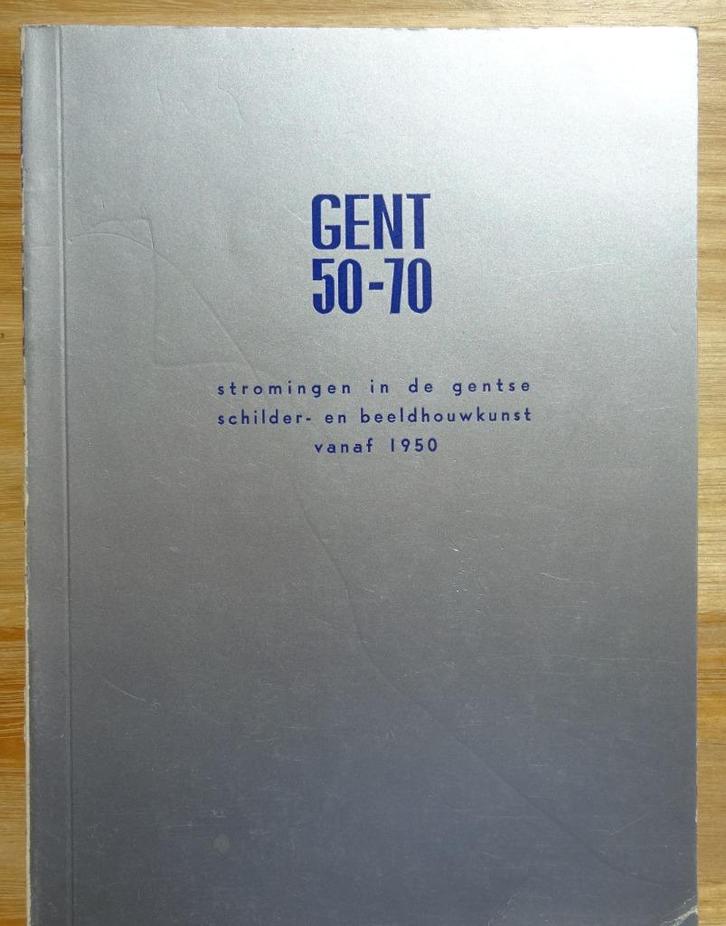 GENT
50-70
stromingen in de gentse
schilder- en beeldhouwkunst
vanaf 1950